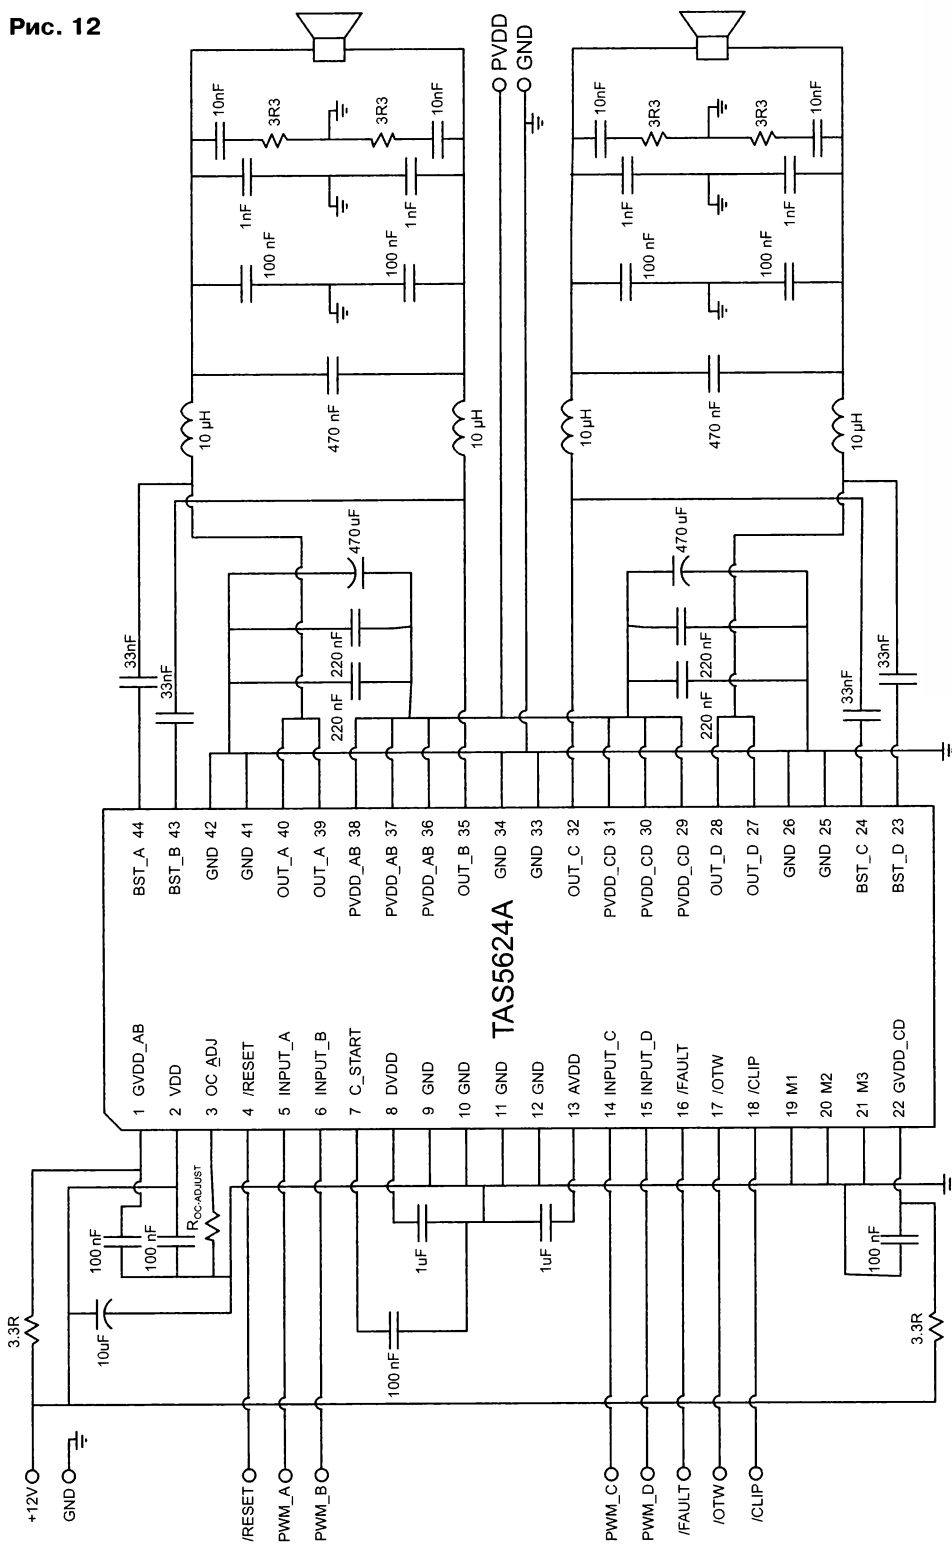 Рис. 12
PVDD
GND
10nF
3R3
3R3
10nF
1nF
1nF
100 nF
100 nF
470 nF
10 µH
10 µH
10nF
3R3
3R3
10nF
1nF
1nF
100 nF
100 nF
470 nF
10 µH
10 µH
33nF
33nF
470uF
220 nF
220 nF
470uF
220 nF
220 nF
33nF
33nF
BST_A 44
BST_B 43
GND 42
GND 41
OUT_A 40
OUT_A 39
PVDD_AB 38
PVDD_AB 37
PVDD_AB 36
OUT_B 35
GND 34
GND 33
OUT_C 32
PVDD_CD 31
PVDD_CD 30
PVDD_CD 29
OUT_D 28
OUT_D 27
GND 26
GND 25
BST_C 24
BST_D 23
TAS5624A
1 GVDD_AB
2 VDD
3 OC_ADJ
4 /RESET
5 INPUT_A
6 INPUT_B
7 C_START
8 DVDD
9 GND
10 GND
11 GND
12 GND
13 AVDD
14 INPUT_C
15 INPUT_D
16 /FAULT
17 /OTW
18 /CLIP
19 M1
20 M2
21 M3
22 GVDD_CD
3.3R
10uF
100 nF
100 nF
ROC-ADJUST
100 nF
1uF
1uF
100 nF
3.3R
+12V
GND
/RESET
PWM_A
PWM_B
PWM_C
PWM_D
/FAULT
/OTW
/CLIP